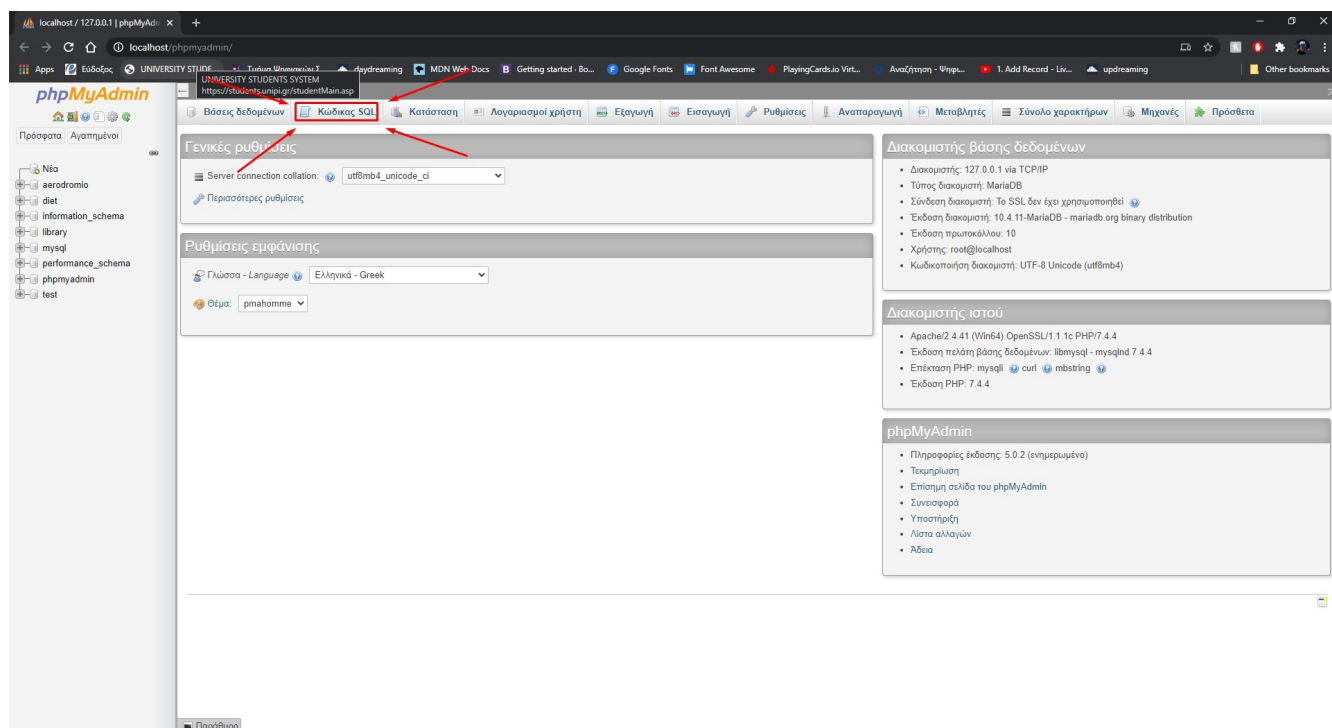 localhost / 127.0.0.1 | phpMyAdn
localhost/phpmyadmin/
Apps Εύδοξος UNIVERSITY STUDE daydreaming MDN Web Docs Getting started · Bo... Google Fonts Font Awesome PlayingCards.io Virt... Αναζήτηση - Ψηφι... 1. Add Record - Liv... updreaming Other bookmarks
UNIVERSITY STUDENTS SYSTEM
https://students.unipi.gr/studentMain.asp
phpMyAdmin
Πρόσφατα Αγαπημένοι
Νέα
aerodromio
diet
information_schema
library
mysql
performance_schema
phpmyadmin
test
Βάσεις δεδομένων Κώδικας SQL Κατάσταση Λογαριασμοί χρήστη Εξαγωγή Εισαγωγή Ρυθμίσεις Αναπαραγωγή Μεταβλητές Σύνολο χαρακτήρων Μηχανές Πρόσθετα
Γενικές ρυθμίσεις
Server connection collation: utf8mb4_unicode_ci
Περισσότερες ρυθμίσεις
Ρυθμίσεις εμφάνισης
Γλώσσα - Language Ελληνικά - Greek
Θέμα: pmahomme
Διακομιστής βάσης δεδομένων
Διακομιστής: 127.0.0.1 via TCP/IP
Τύπος διακομιστή: MariaDB
Σύνδεση διακομιστή: Το SSL δεν έχει χρησιμοποιηθεί
Έκδοση διακομιστή: 10.4.11-MariaDB - mariadb.org binary distribution
Έκδοση πρωτοκόλλου: 10
Χρήστης: root@localhost
Κωδικοποίηση διακομιστή: UTF-8 Unicode (utf8mb4)
Διακομιστής ιστού
Apache/2.4.41 (Win64) OpenSSL/1.1.1c PHP/7.4.4
Έκδοση πελάτη βάσης δεδομένων: libmysql - mysqlnd 7.4.4
Επέκταση PHP: mysqli curl mbstring
Έκδοση PHP: 7.4.4
phpMyAdmin
Πληροφορίες έκδοσης: 5.0.2 (ενημερωμένο)
Τεκμηρίωση
Επίσημη σελίδα του phpMyAdmin
Συνεισφορά
Υποστήριξη
Λίστα αλλαγών
Άδεια
Παράθυρο